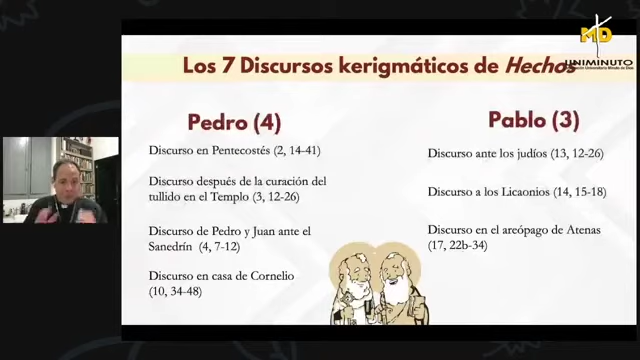 Los 7 Discursos kerigmáticos de Hechos
MD
UNIMINUTO
Pedro (4)
Discurso en Pentecostés (2, 14-41)
Discurso después de la curación del
tullido en el Templo (3, 12-26)
Discurso de Pedro y Juan ante el
Sanedrín (4, 7-12)
Discurso en casa de Cornelio
(10, 34-48)
Pablo (3)
Discurso ante los judíos (13, 12-26)
Discurso a los Licaonios (14, 15-18)
Discurso en el areópago de Atenas
(17, 22b-34)